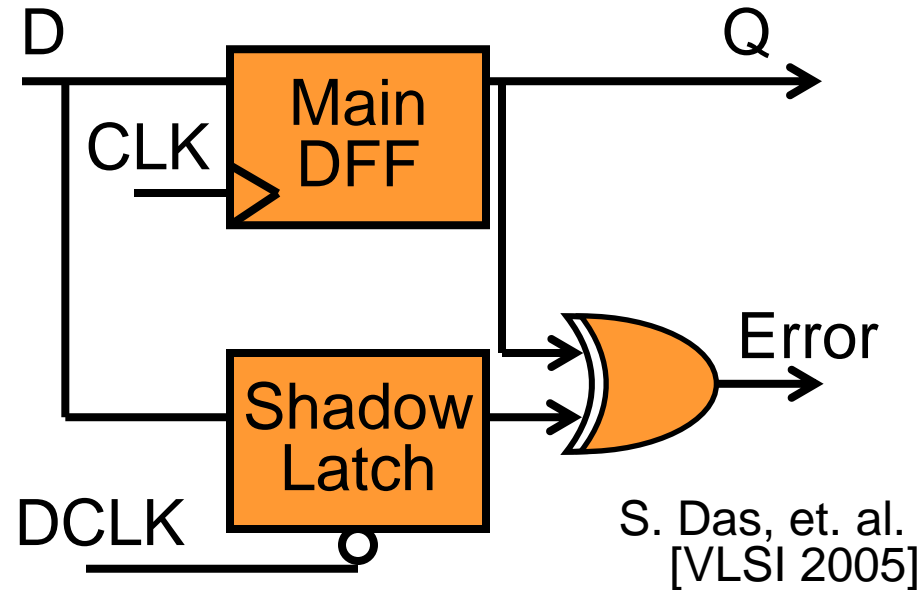 D
Q
Main
DFF
CLK
Error
Shadow
Latch
DCLK
S. Das, et. al.
[VLSI 2005]